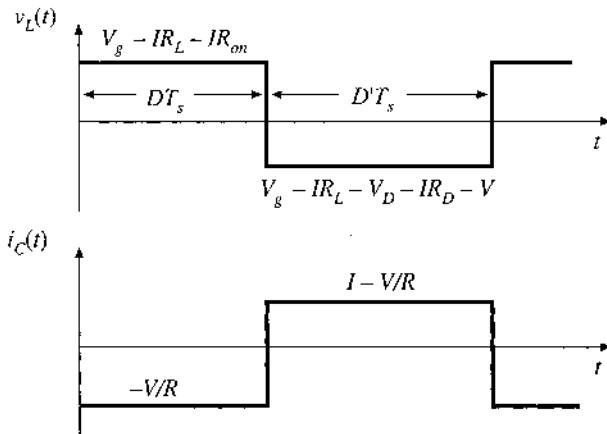 v_L(t)
V_g – IR_L – IR_on
DT_s
D'T_s
t
V_g – IR_L – V_D – IR_D – V
i_C(t)
I – V/R
t
–V/R